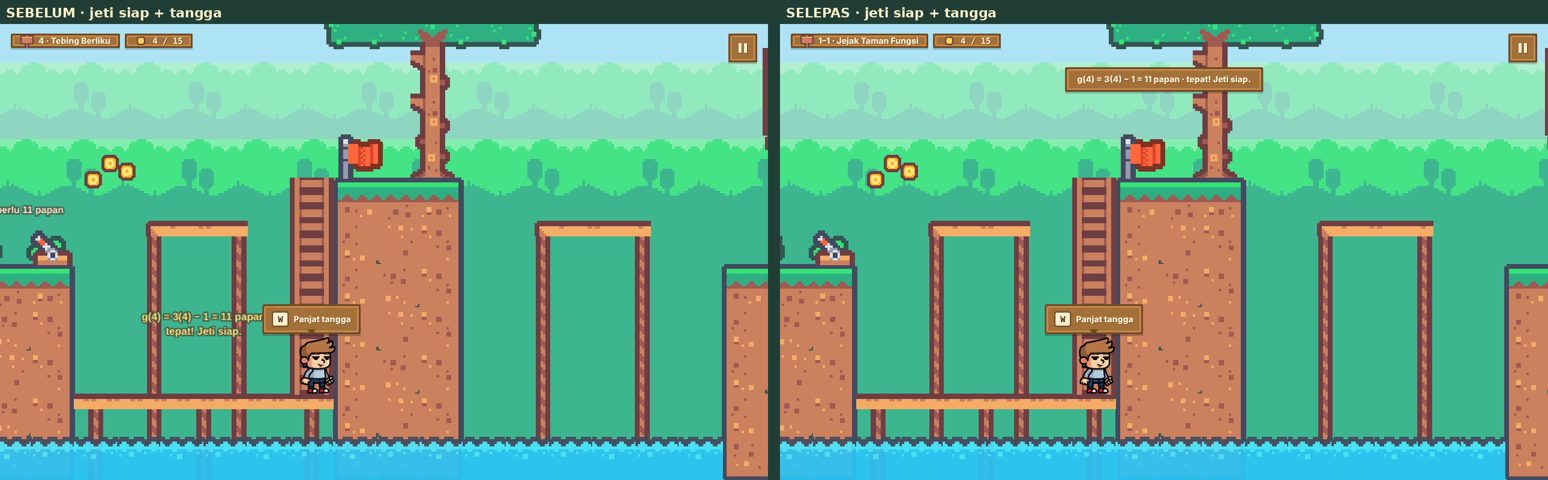 SEBELUM · jeti siap + tangga
4 · Tebing Berliku
4 / 15
perlu 11 papan
g(4) = 3(4) − 1 = 11 papan
tepat! Jeti siap.
W Panjat tangga
SELEPAS · jeti siap + tangga
1–1 · Jejak Taman Fungsi
4 / 15
g(4) = 3(4) − 1 = 11 papan · tepat! Jeti siap.
W Panjat tangga